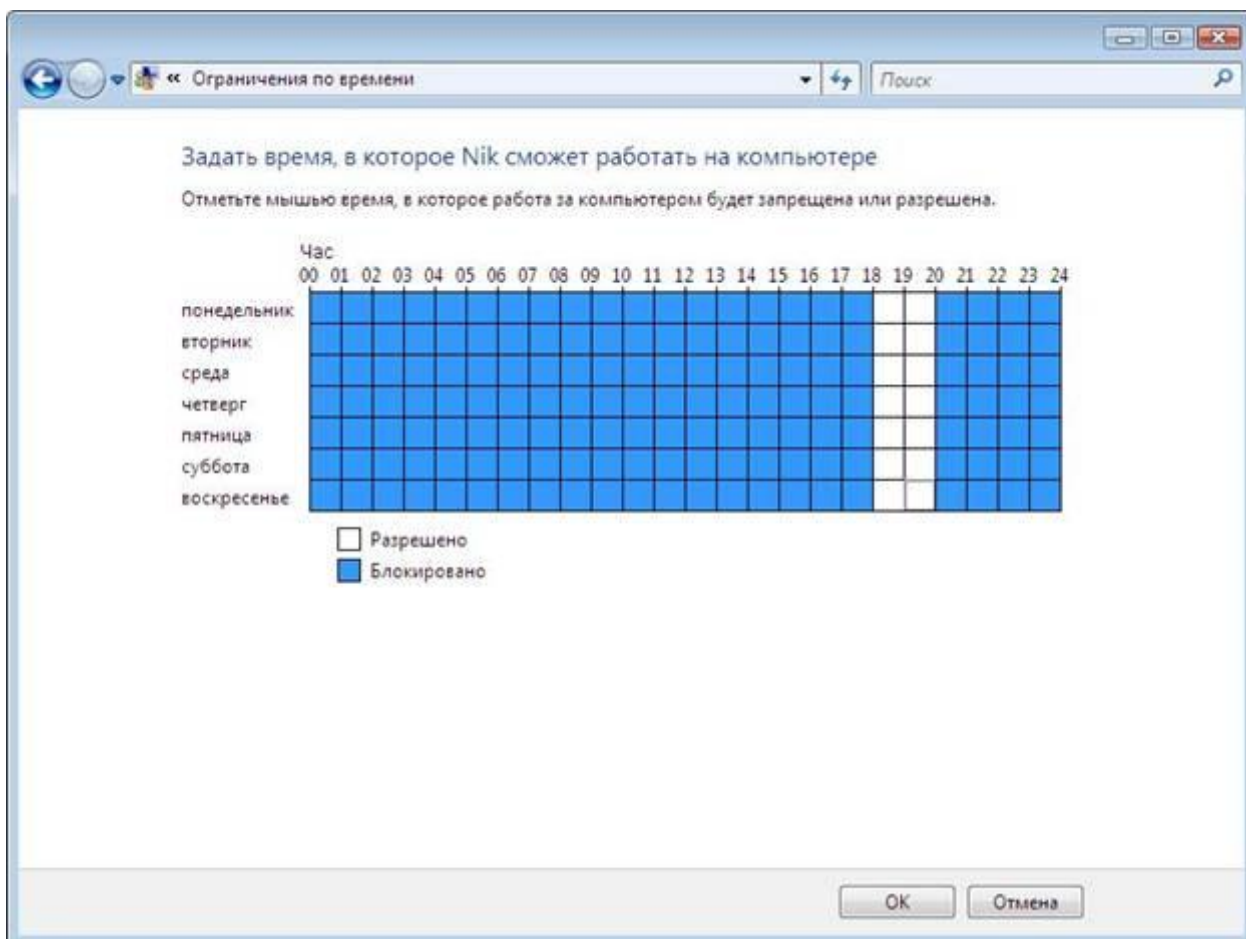 « Ограничения по времени
Поиск
Задать время, в которое Nik сможет работать на компьютере
Отметьте мышью время, в которое работа за компьютером будет запрещена или разрешена.
Час
00 01 02 03 04 05 06 07 08 09 10 11 12 13 14 15 16 17 18 19 20 21 22 23 24
понедельник
вторник
среда
четверг
пятница
суббота
воскресенье
Разрешено
Блокировано
ОК
Отмена